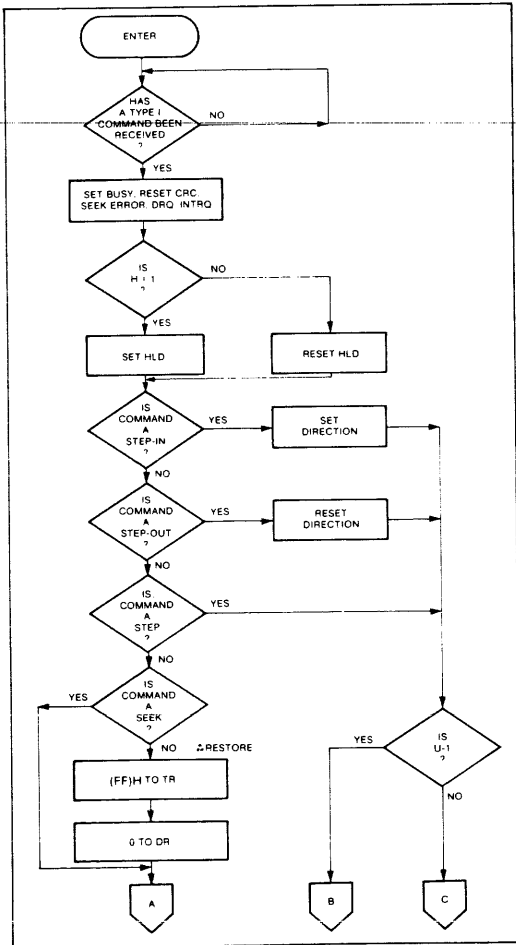 ENTER
HAS
A TYPE I
COMMAND BEEN
RECEIVED
?
NO
YES
SET BUSY, RESET CRC,
SEEK ERROR, DRQ, INTRQ
IS
H = 1
?
NO
YES
SET HLD
RESET HLD
IS
COMMAND
A
STEP-IN
?
YES
SET
DIRECTION
NO
IS
COMMAND
A
STEP-OUT
?
YES
RESET
DIRECTION
NO
IS
COMMAND
A
STEP
?
YES
NO
IS
COMMAND
A
SEEK
?
YES
NO ∴RESTORE
IS
U-1
?
YES
NO
(FF)H TO TR
0 TO DR
A
B
C